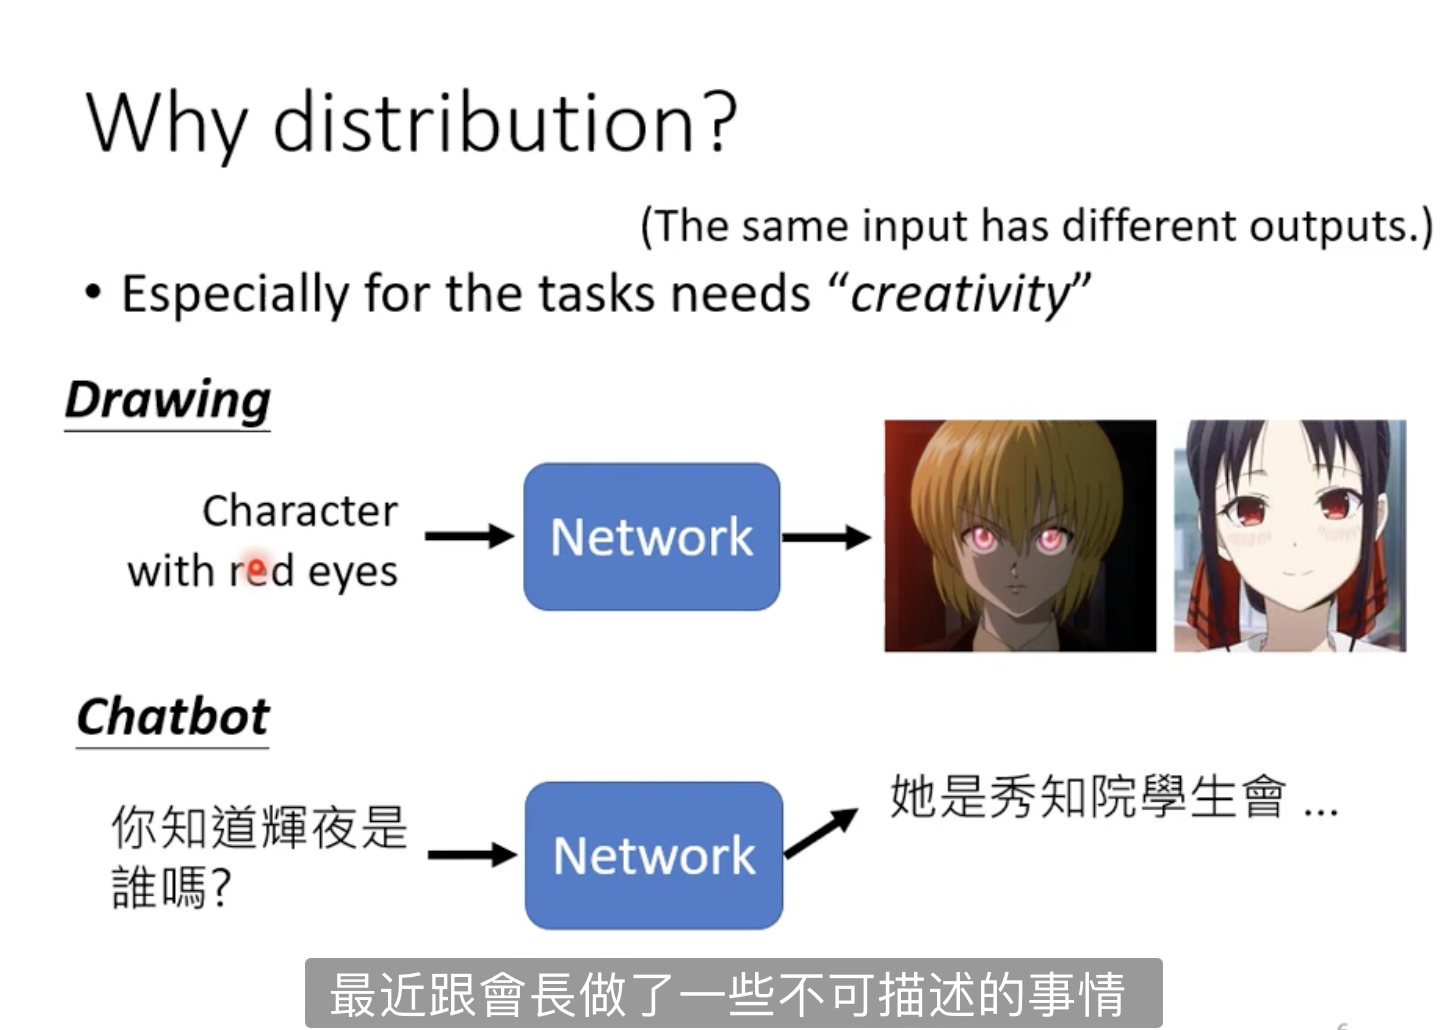 Why distribution?
(The same input has different outputs.)
• Especially for the tasks needs “creativity”
Drawing
Character
with red eyes
Network
Chatbot
你知道輝夜是
誰嗎?
Network
她是秀知院學生會 ...
最近跟會長做了一些不可描述的事情